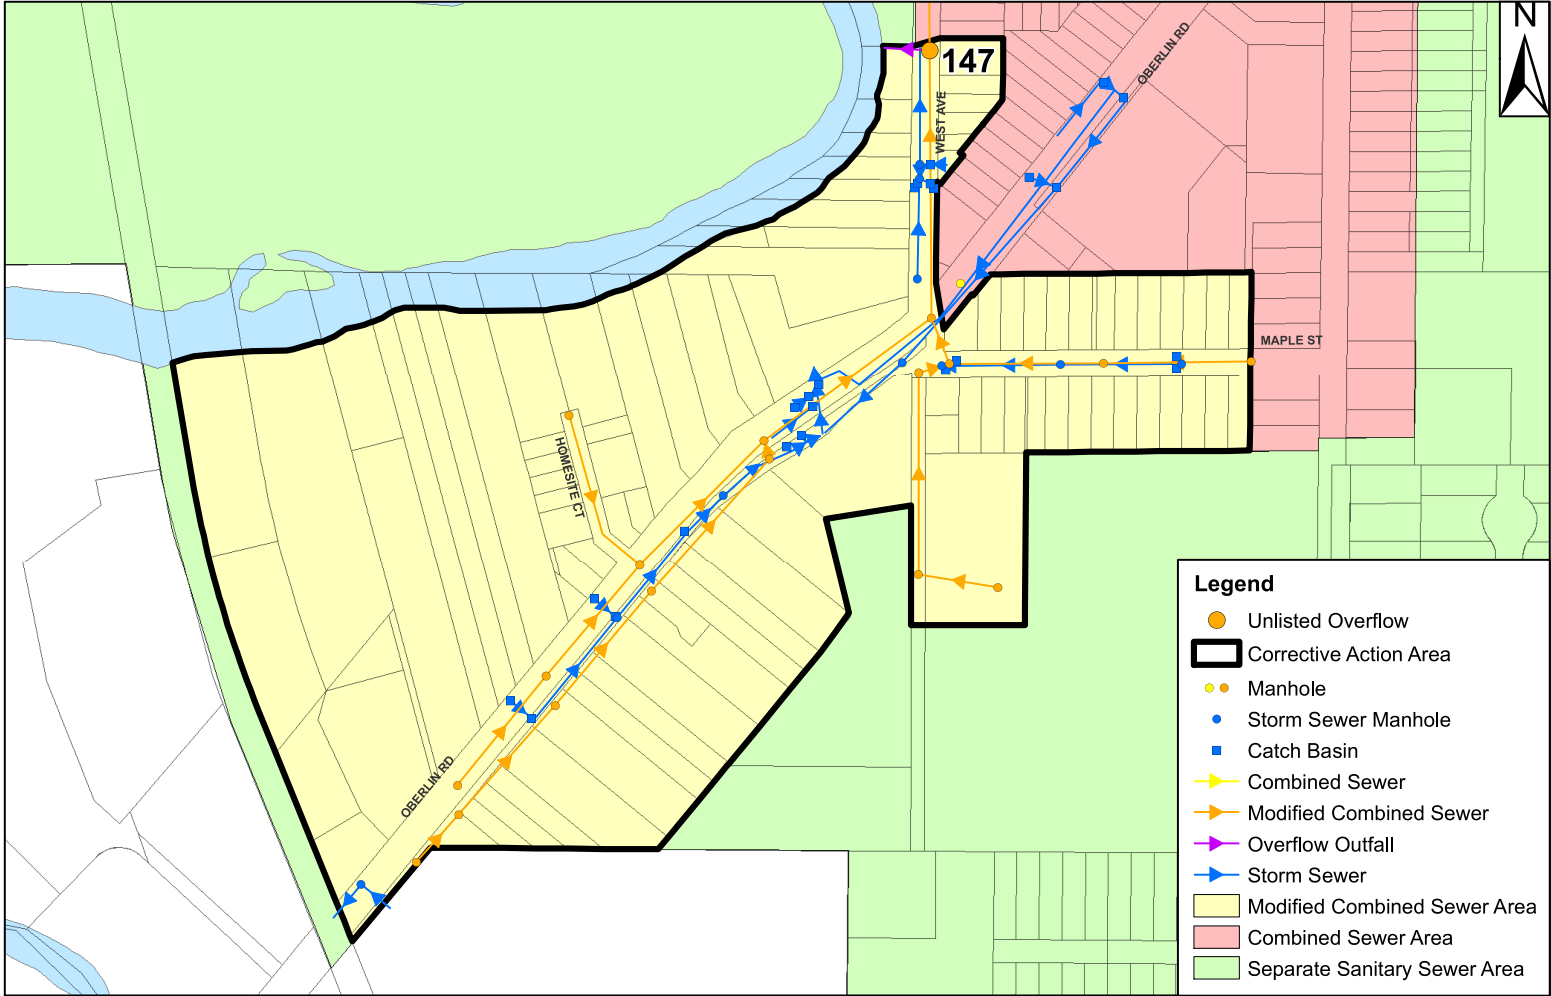 N
147
OBERLIN RD
WEST AVE
MAPLE ST
HOMESITE CT
OBERLIN RD
Legend
Unlisted Overflow
Corrective Action Area
Manhole
Storm Sewer Manhole
Catch Basin
Combined Sewer
Modified Combined Sewer
Overflow Outfall
Storm Sewer
Modified Combined Sewer Area
Combined Sewer Area
Separate Sanitary Sewer Area